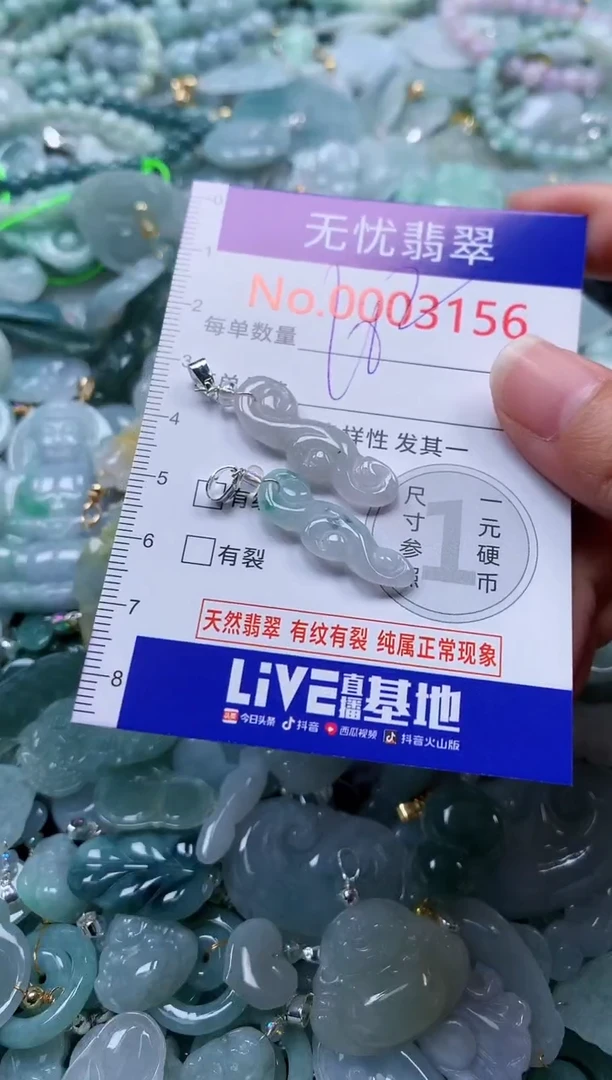 无忧翡翠
No.0003156
每单数量
样性 发其一
有纹
有裂
尺寸参照
1
一元硬币
天然翡翠 有纹有裂 纯属正常现象
LiVE直播基地
头条 今日头条 抖音 西瓜视频 抖音火山版
0
1
2
3
4
5
6
7
8